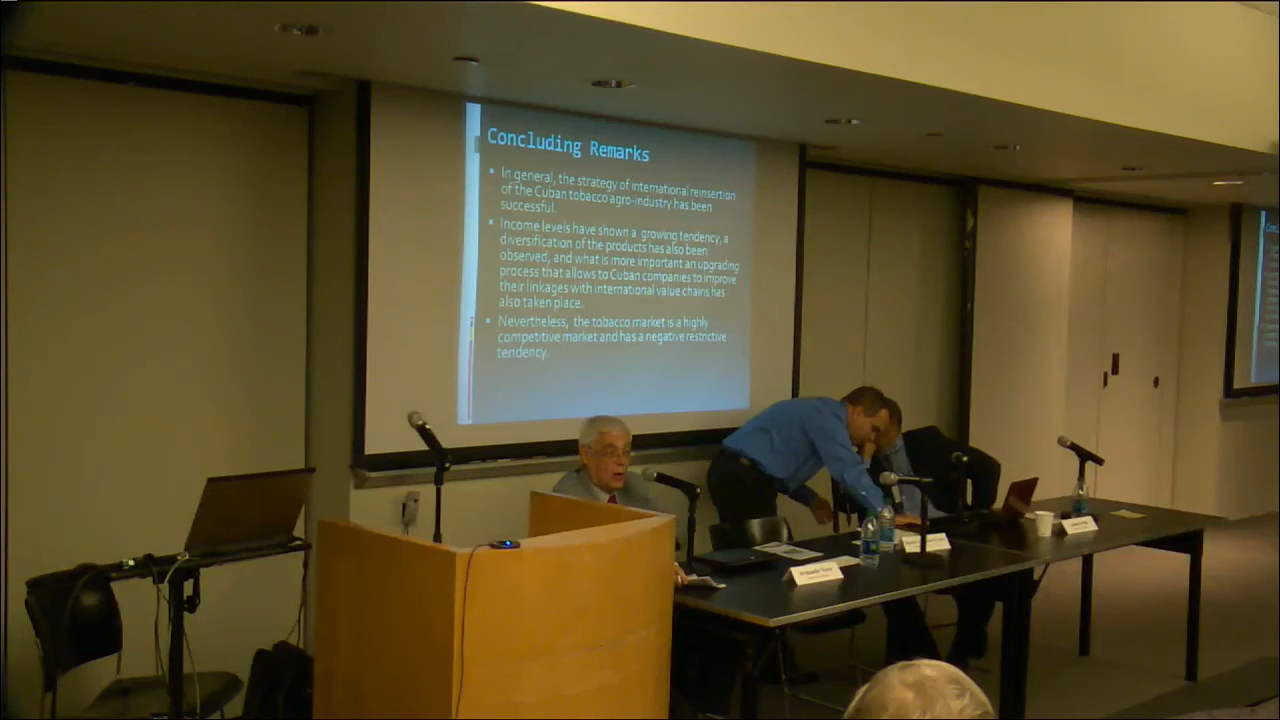 Concluding Remarks
▪ In general, the strategy of international reinsertion
of the Cuban tobacco agro-industry has been
successful.
▪ Income levels have shown a growing tendency, a
diversification of the products has also been
observed, and what is more important an upgrading
process that allows to Cuban companies to improve
their linkages with international value chains has
also taken place.
▪ Nevertheless, the tobacco market is a highly
competitive market and has a negative restrictive
tendency.
Armando Nova